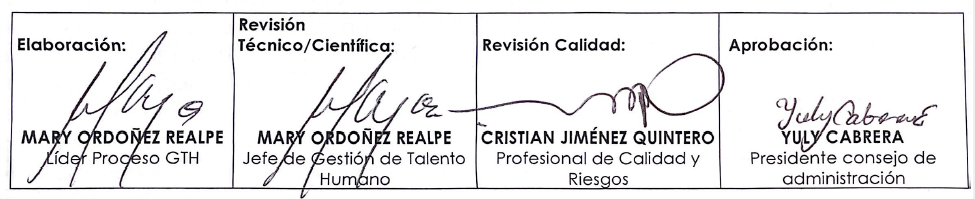 Elaboración:
MARY ORDOÑEZ REALPE
Líder Proceso GTH
Revisión
Técnico/Científica:
MARY ORDOÑEZ REALPE
Jefe de Gestión de Talento
Humano
Revisión Calidad:
CRISTIAN JIMÉNEZ QUINTERO
Profesional de Calidad y
Riesgos
Aprobación:
Yuly Cabrera
YULY CABRERA
Presidente consejo de
administración